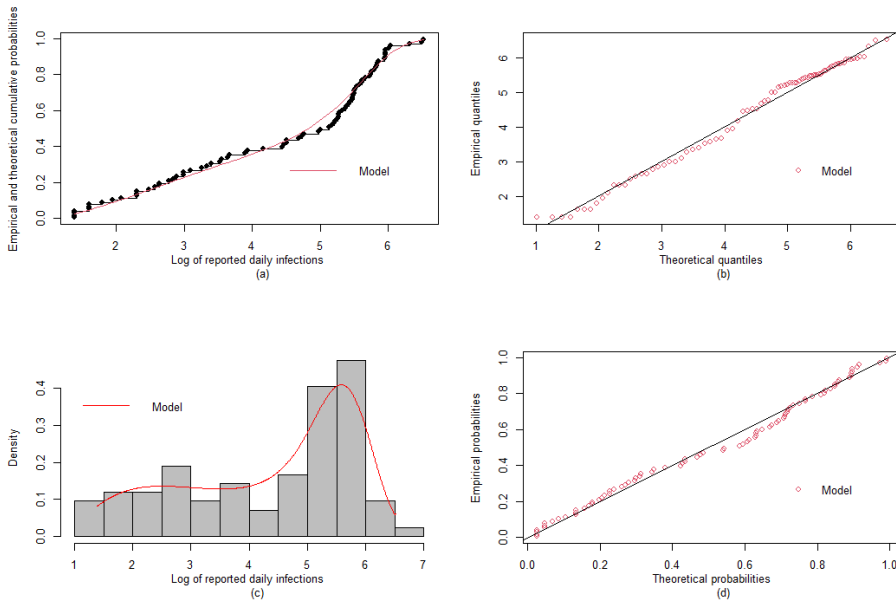 Empirical and theoretical cumulative probabilities
1.0
0.8
0.6
0.4
0.2
0.0
Model
2 3 4 5 6
Log of reported daily infections
(a)
Empirical quantiles
6
5
4
3
2
Model
1 2 3 4 5 6
Theoretical quantiles
(b)
Density
0.4
0.3
0.2
0.1
0.0
Model
1 2 3 4 5 6 7
Log of reported daily infections
(c)
Empirical probabilities
1.0
0.8
0.6
0.4
0.2
0.0
Model
0.0 0.2 0.4 0.6 0.8 1.0
Theoretical probabilities
(d)